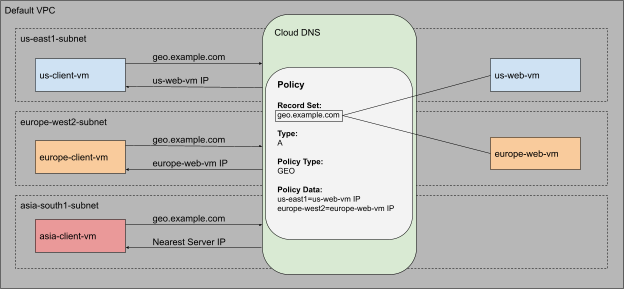 Default VPC
Cloud DNS
us-east1-subnet
us-client-vm
geo.example.com
us-web-vm IP
us-web-vm
europe-west2-subnet
europe-client-vm
geo.example.com
europe-web-vm IP
europe-web-vm
asia-south1-subnet
asia-client-vm
geo.example.com
Nearest Server IP
Policy
Record Set:
geo.example.com
Type:
A
Policy Type:
GEO
Policy Data:
us-east1=us-web-vm IP
europe-west2=europe-web-vm IP